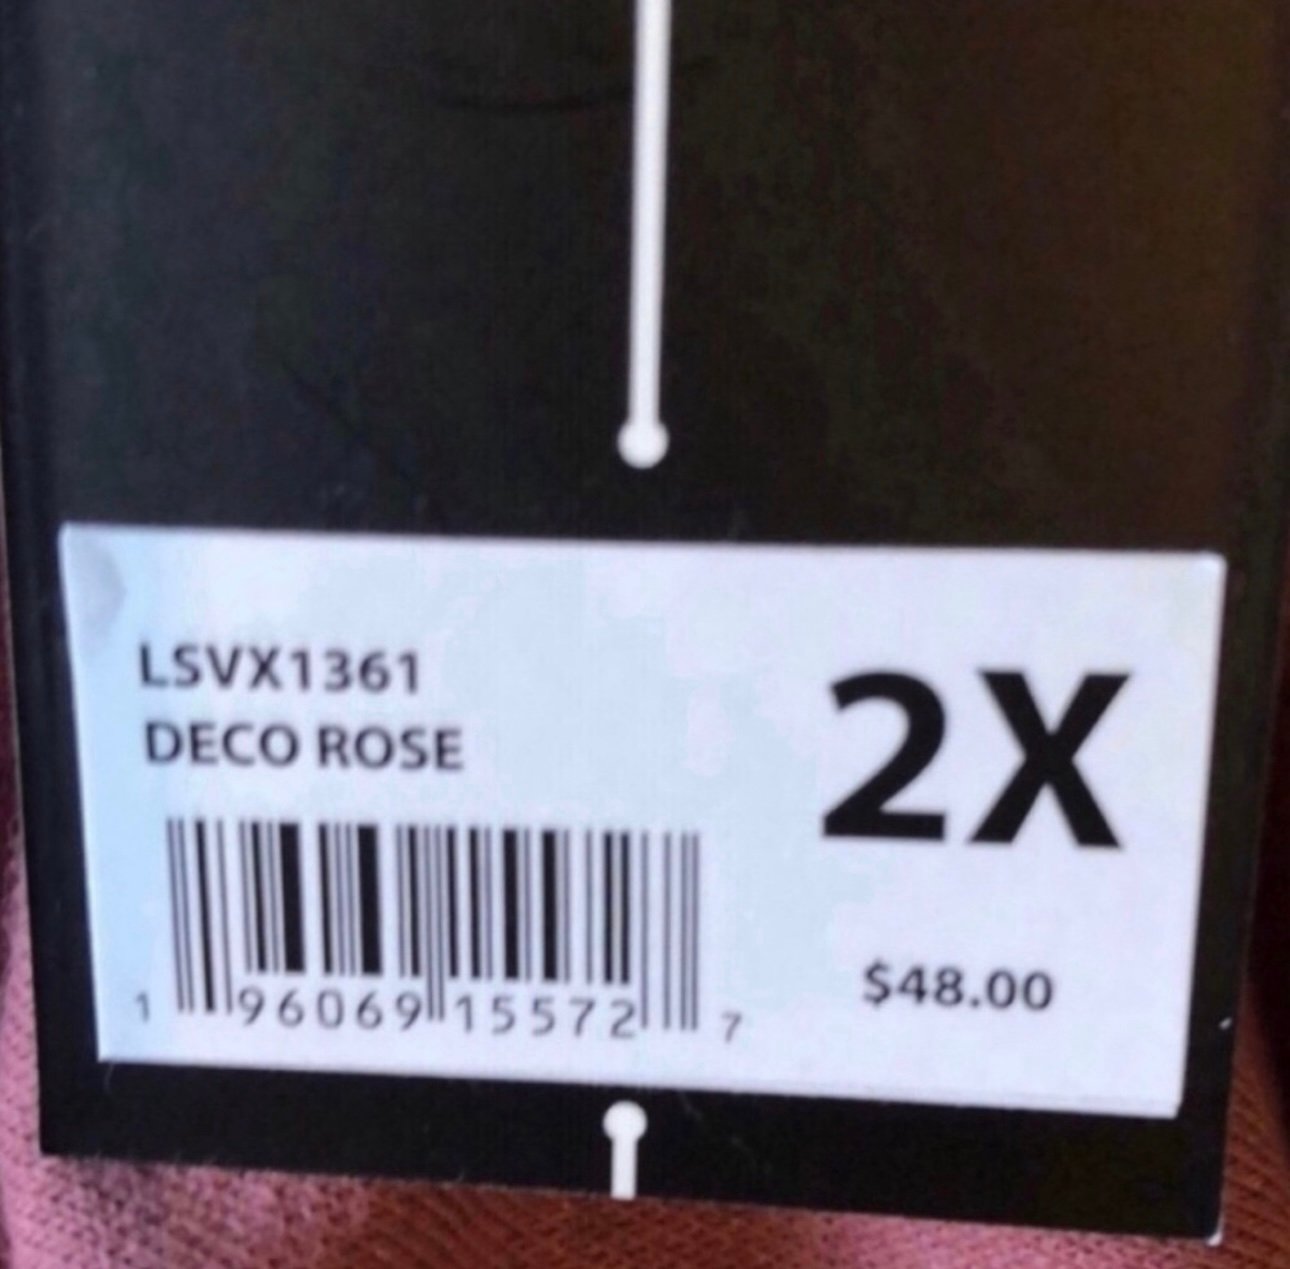 LSVX1361
DECO ROSE
2X
1 96069 15572 7
$48.00